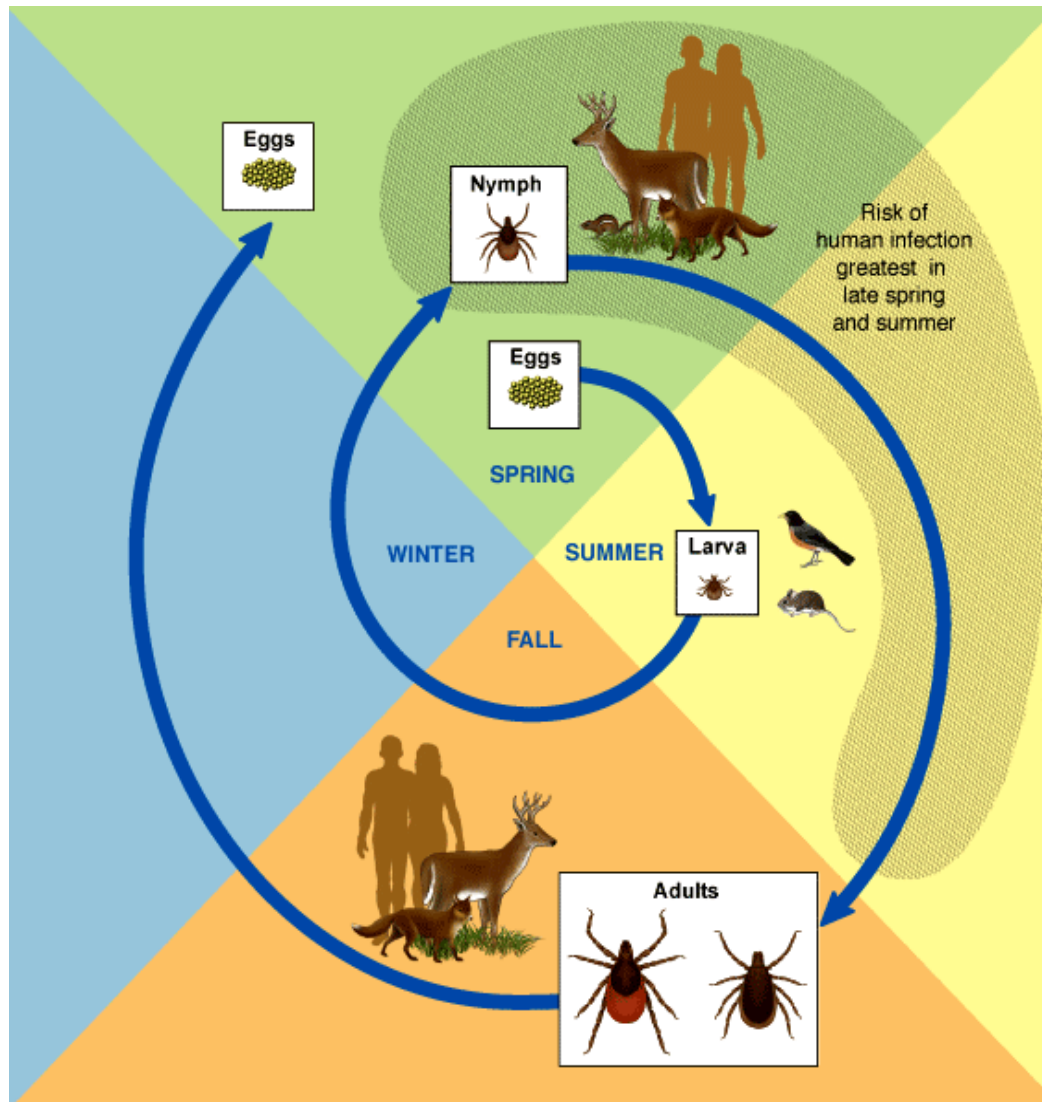 Eggs
Nymph
Risk of
human infection
greatest in
late spring
and summer
Eggs
SPRING
WINTER
SUMMER
Larva
FALL
Adults